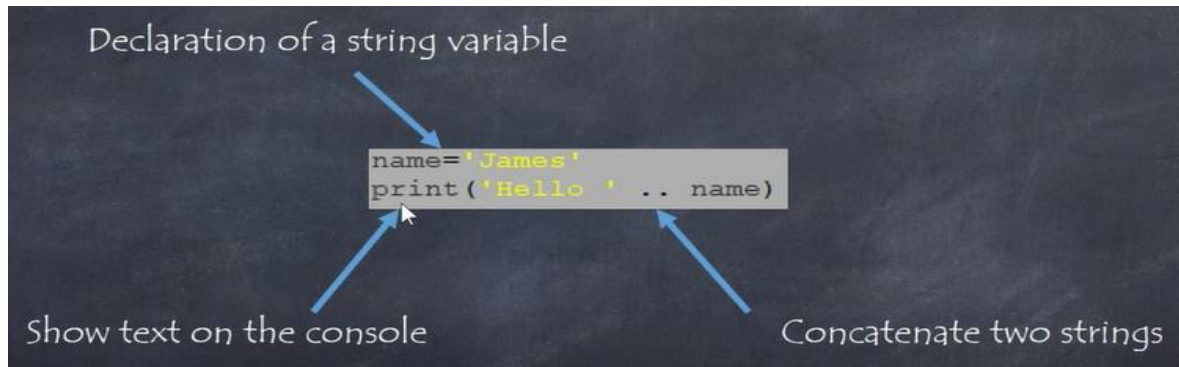 Declaration of a string variable
name='James'
print('Hello ' .. name)
Show text on the console
Concatenate two strings